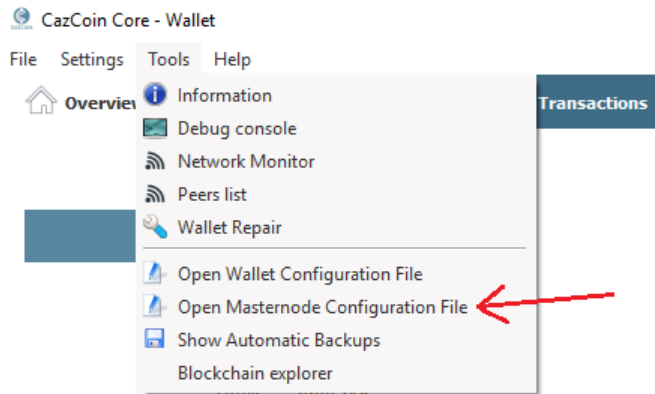 CazCoin Core - Wallet
File Settings Tools Help
Overview Transactions
Information
Debug console
Network Monitor
Peers list
Wallet Repair
Open Wallet Configuration File
Open Masternode Configuration File
Show Automatic Backups
Blockchain explorer